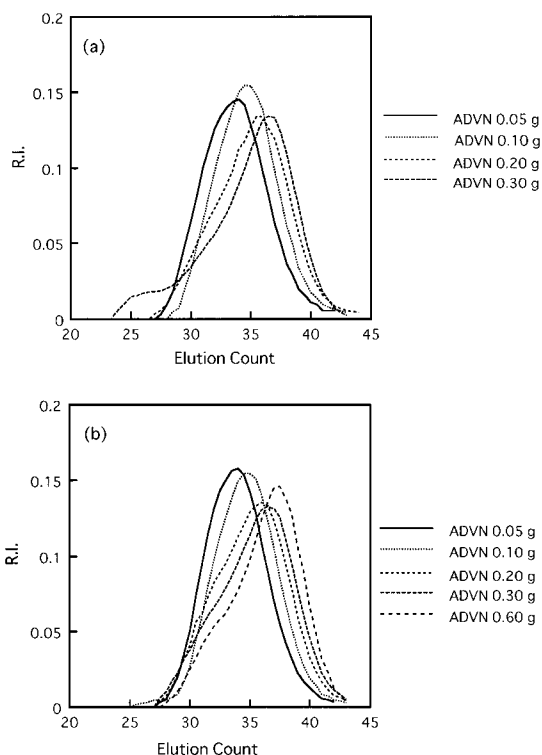 0.2
(a)
0.15
0.1
0.05
0
R.I.
20 25 30 35 40 45
Elution Count
ADVN 0.05 g
ADVN 0.10 g
ADVN 0.20 g
ADVN 0.30 g
0.2
(b)
0.15
0.1
0.05
0
R.I.
20 25 30 35 40 45
Elution Count
ADVN 0.05 g
ADVN 0.10 g
ADVN 0.20 g
ADVN 0.30 g
ADVN 0.60 g